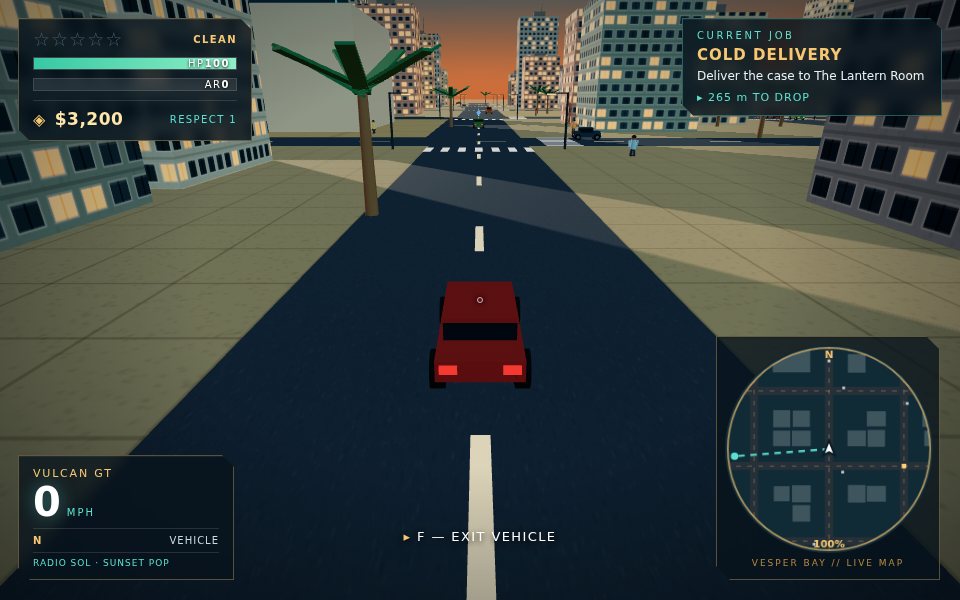 CLEAN
HP100
AR0
$3,200
RESPECT 1
CURRENT JOB
COLD DELIVERY
Deliver the case to The Lantern Room
▸ 265 m TO DROP
VULCAN GT
0 MPH
N VEHICLE
RADIO SOL · SUNSET POP
▸ F — EXIT VEHICLE
N
100%
VESPER BAY // LIVE MAP